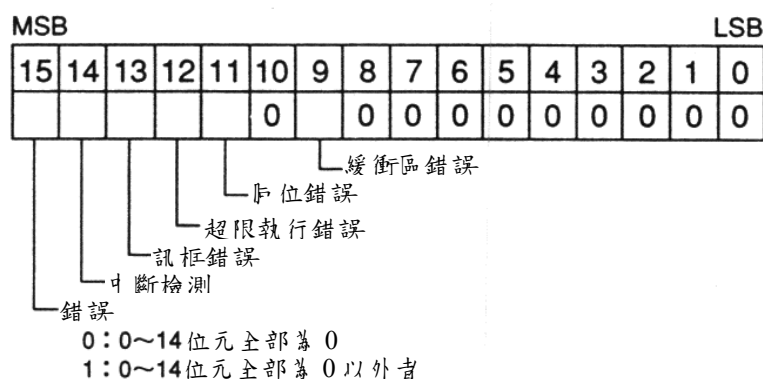 MSB LSB
15 14 13 12 11 10 9 8 7 6 5 4 3 2 1 0
0 0 0 0 0 0 0 0 0 0
緩衝區錯誤
位錯誤
超限執行錯誤
訊框錯誤
中斷檢測
錯誤
0:0~14位元全部為 0
1:0~14位元全部為 0 以外者